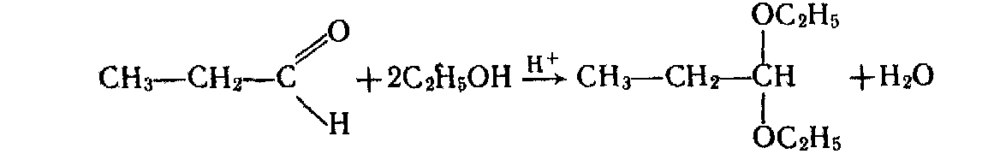 OC₂H₅
O
CH₃—CH₂—C + 2C₂H₅OH H⁺→ CH₃—CH₂—CH + H₂O
H
OC₂H₅